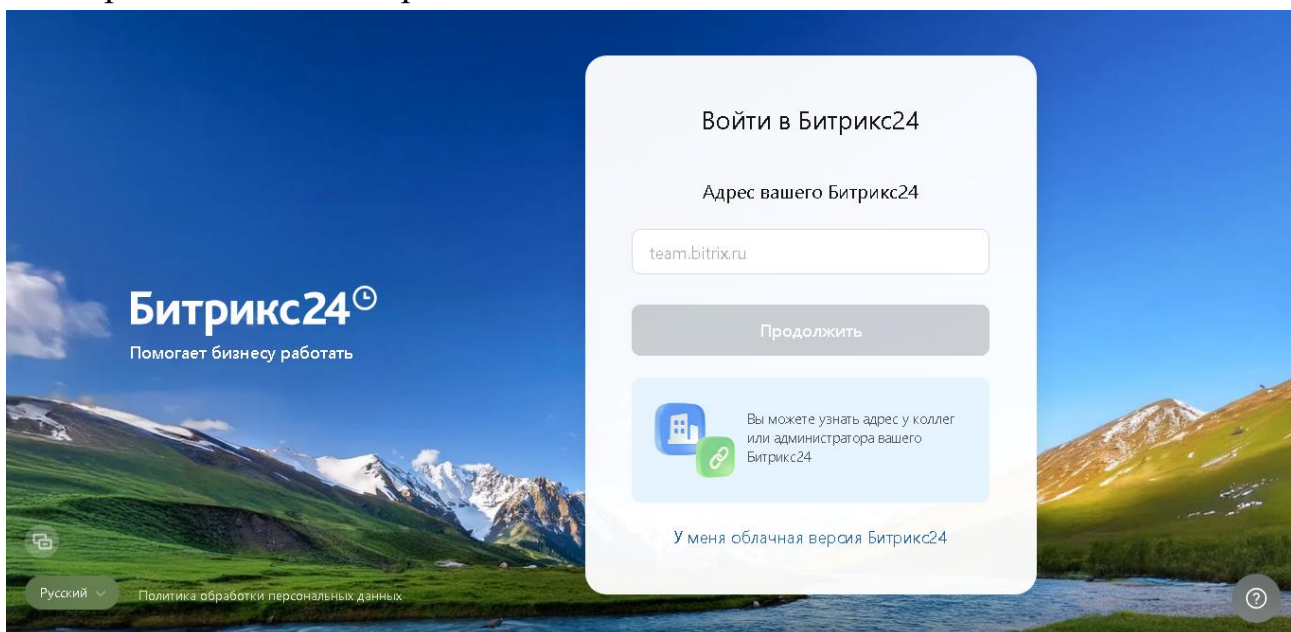 Войти в Битрикс24
Адрес вашего Битрикс24
team.bitrix.ru
Продолжить
Вы можете узнать адрес у коллег
или администратора вашего
Битрикс24
У меня облачная версия Битрикс24
Битрикс24
Помогает бизнесу работать
Русский
Политика обработки персональных данных